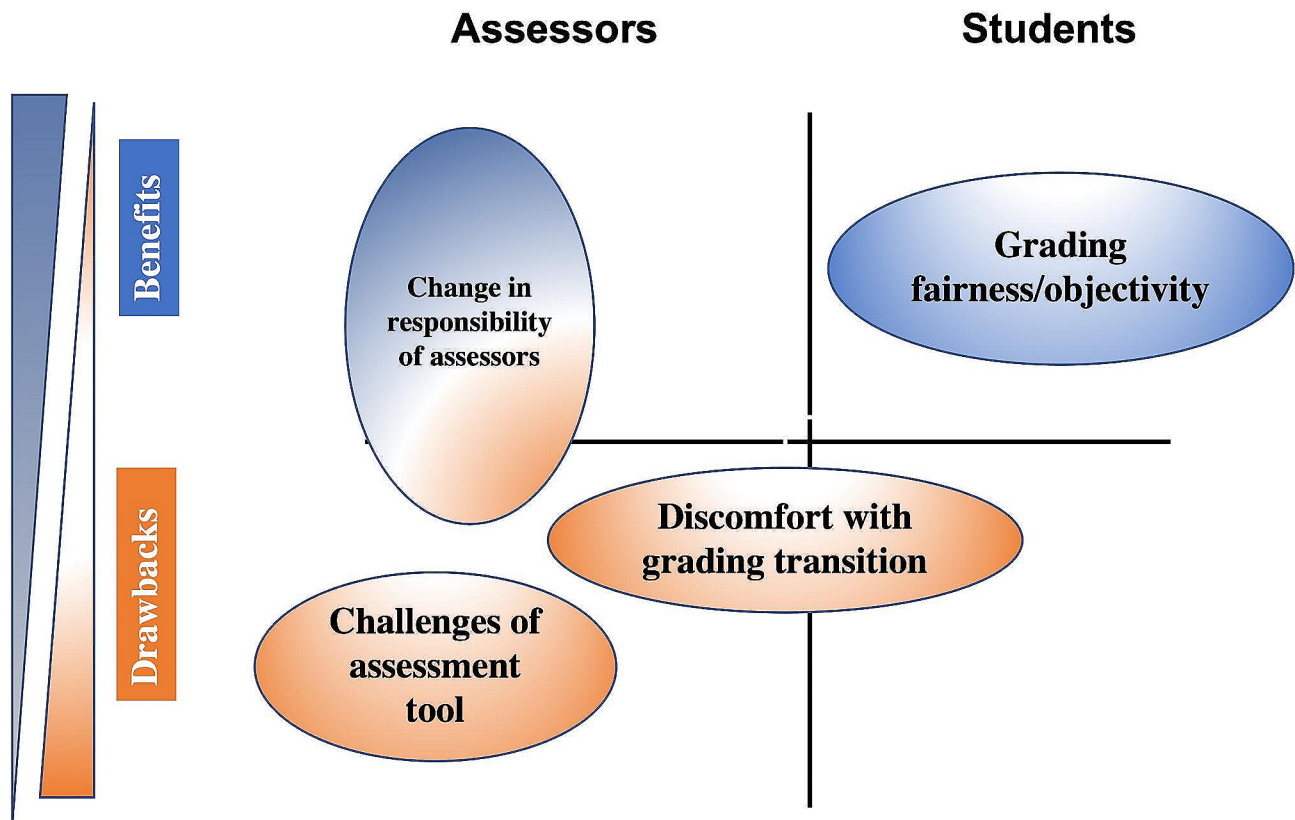 Assessors
Students
Benefits
Change in
responsibility
of assessors
Grading
fairness/objectivity
Drawbacks
Discomfort with
grading transition
Challenges of
assessment
tool